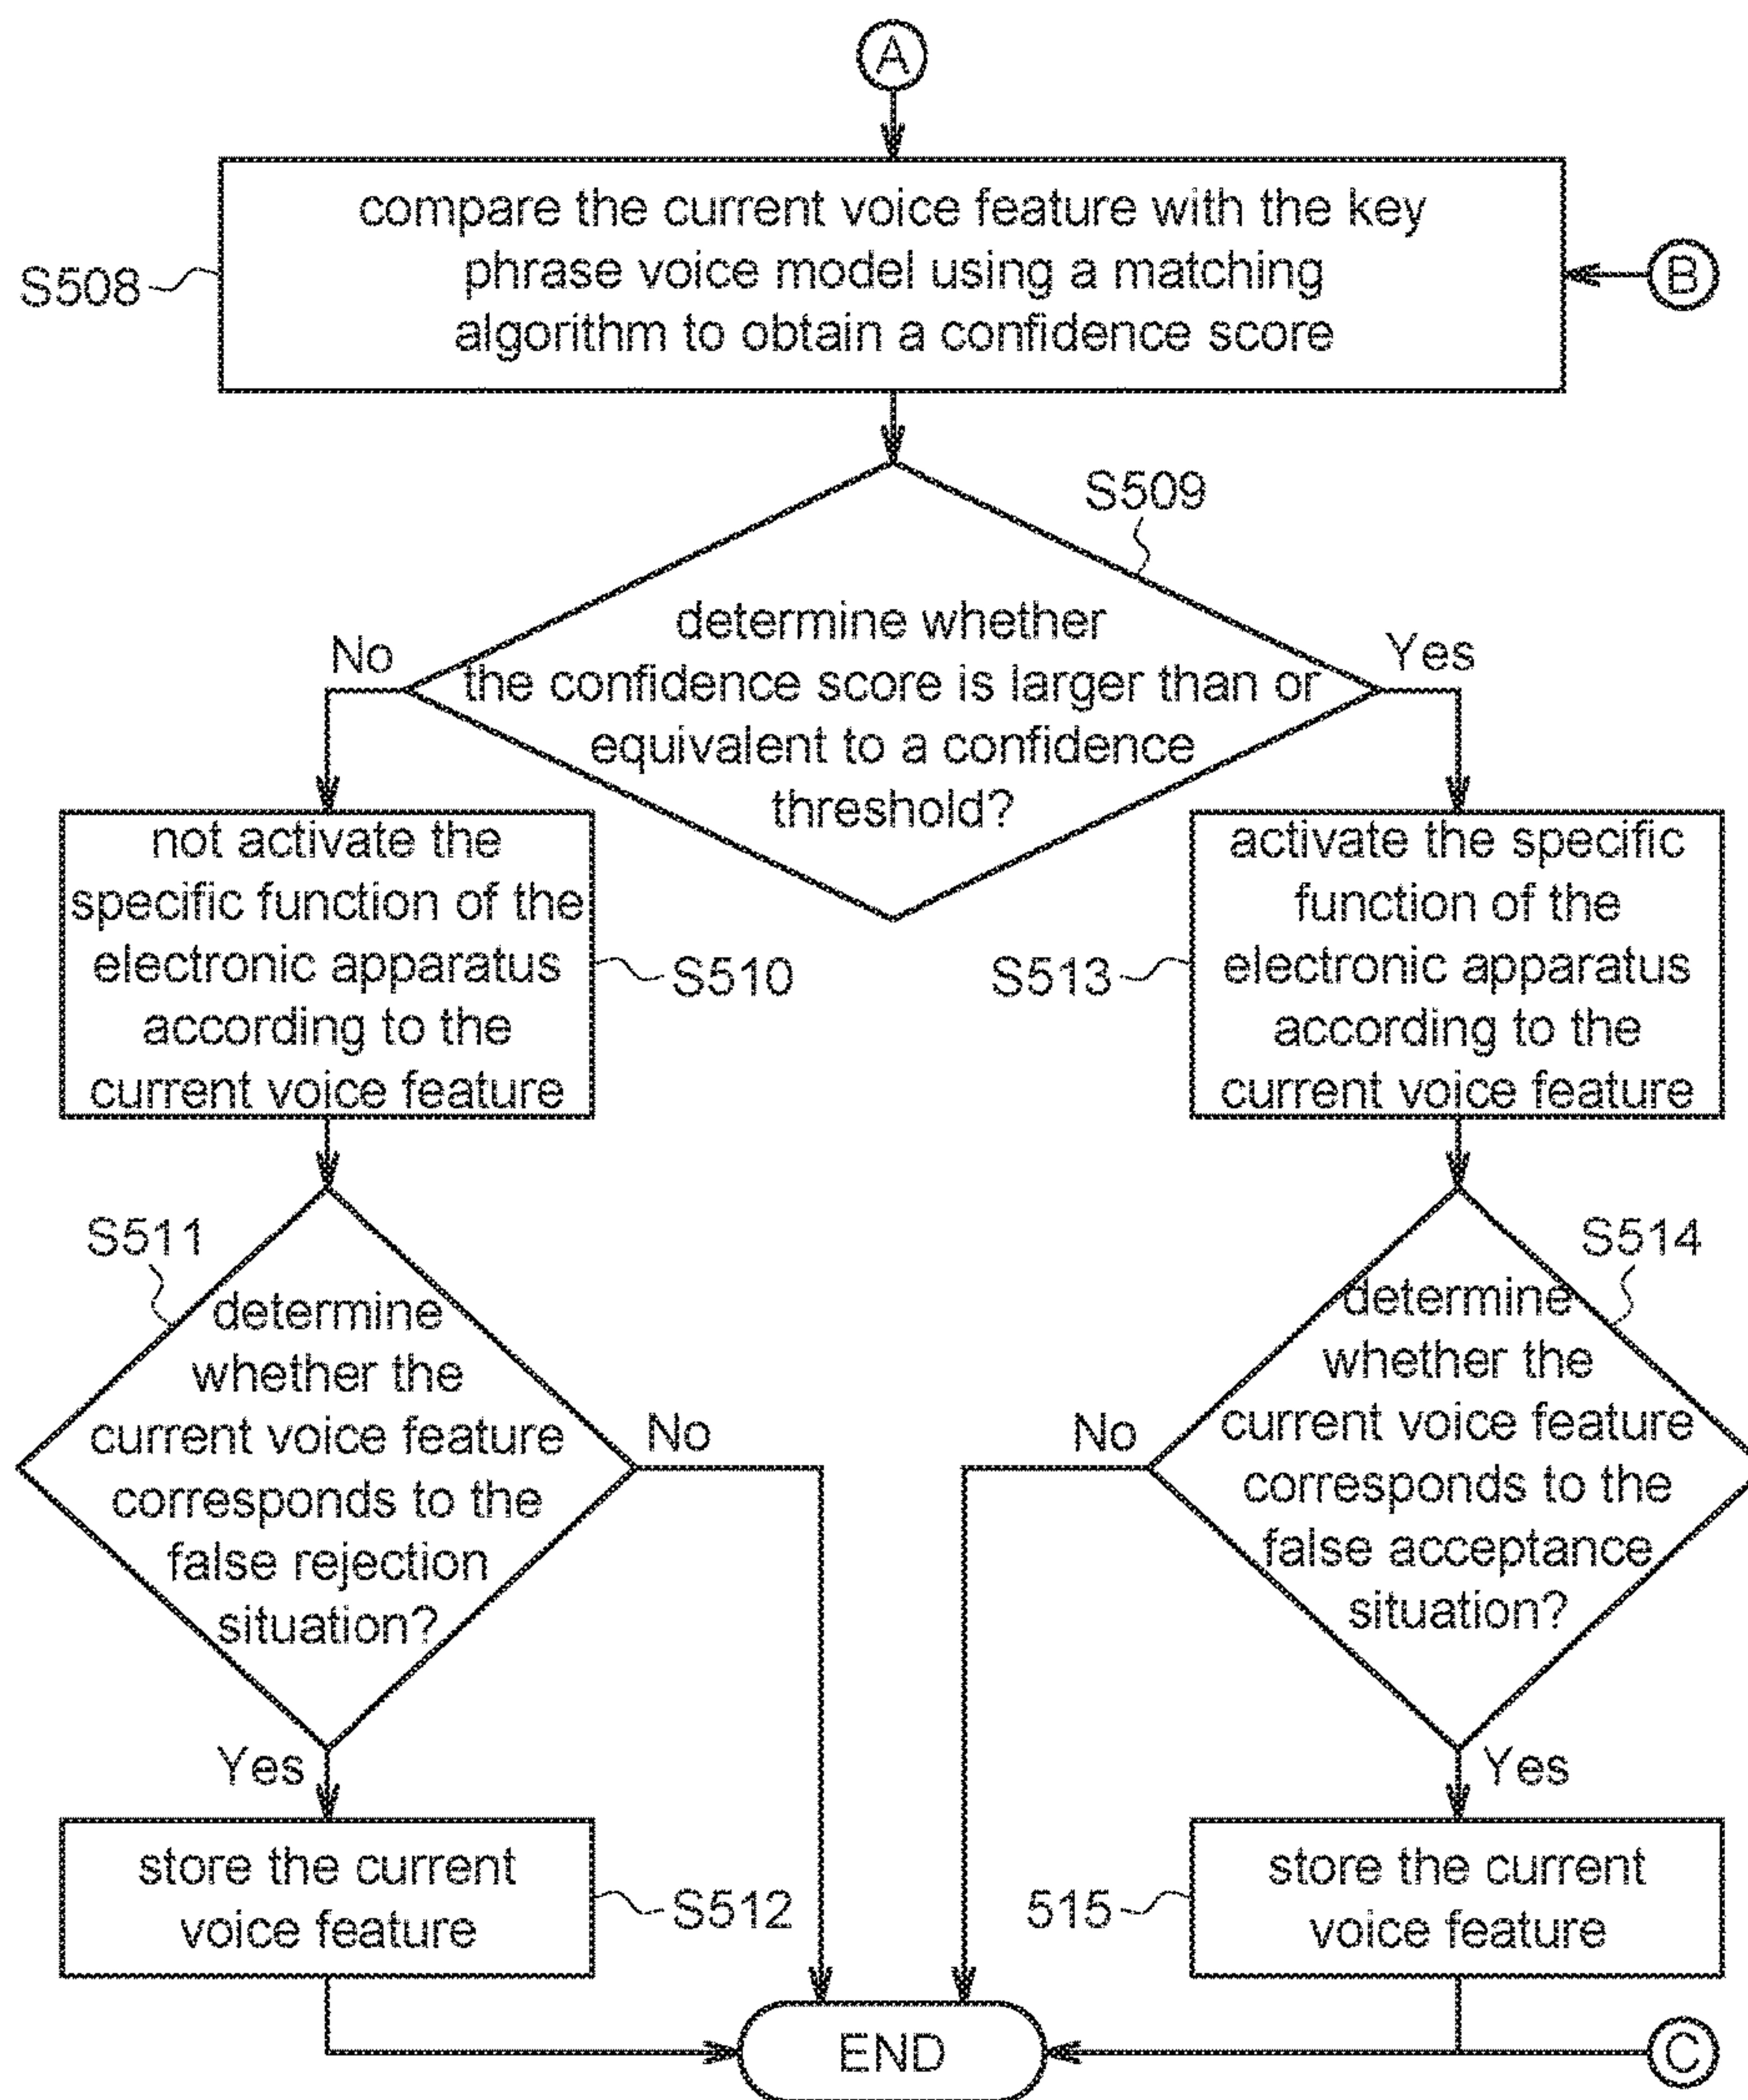 A
compare the current voice feature with the key
phrase voice model using a matching
algorithm to obtain a confidence score
S508
B
S509
determine whether
the confidence score is larger than or
equivalent to a confidence
threshold?
No
Yes
not activate the
specific function of the
electronic apparatus
according to the
current voice feature
S510
activate the specific
function of the
electronic apparatus
according to the
current voice feature
S513
S511
determine
whether the
current voice feature
corresponds to the
false rejection
situation?
No
Yes
S514
determine
whether the
current voice feature
corresponds to the
false acceptance
situation?
No
Yes
store the current
voice feature
S512
store the current
voice feature
515
END
C